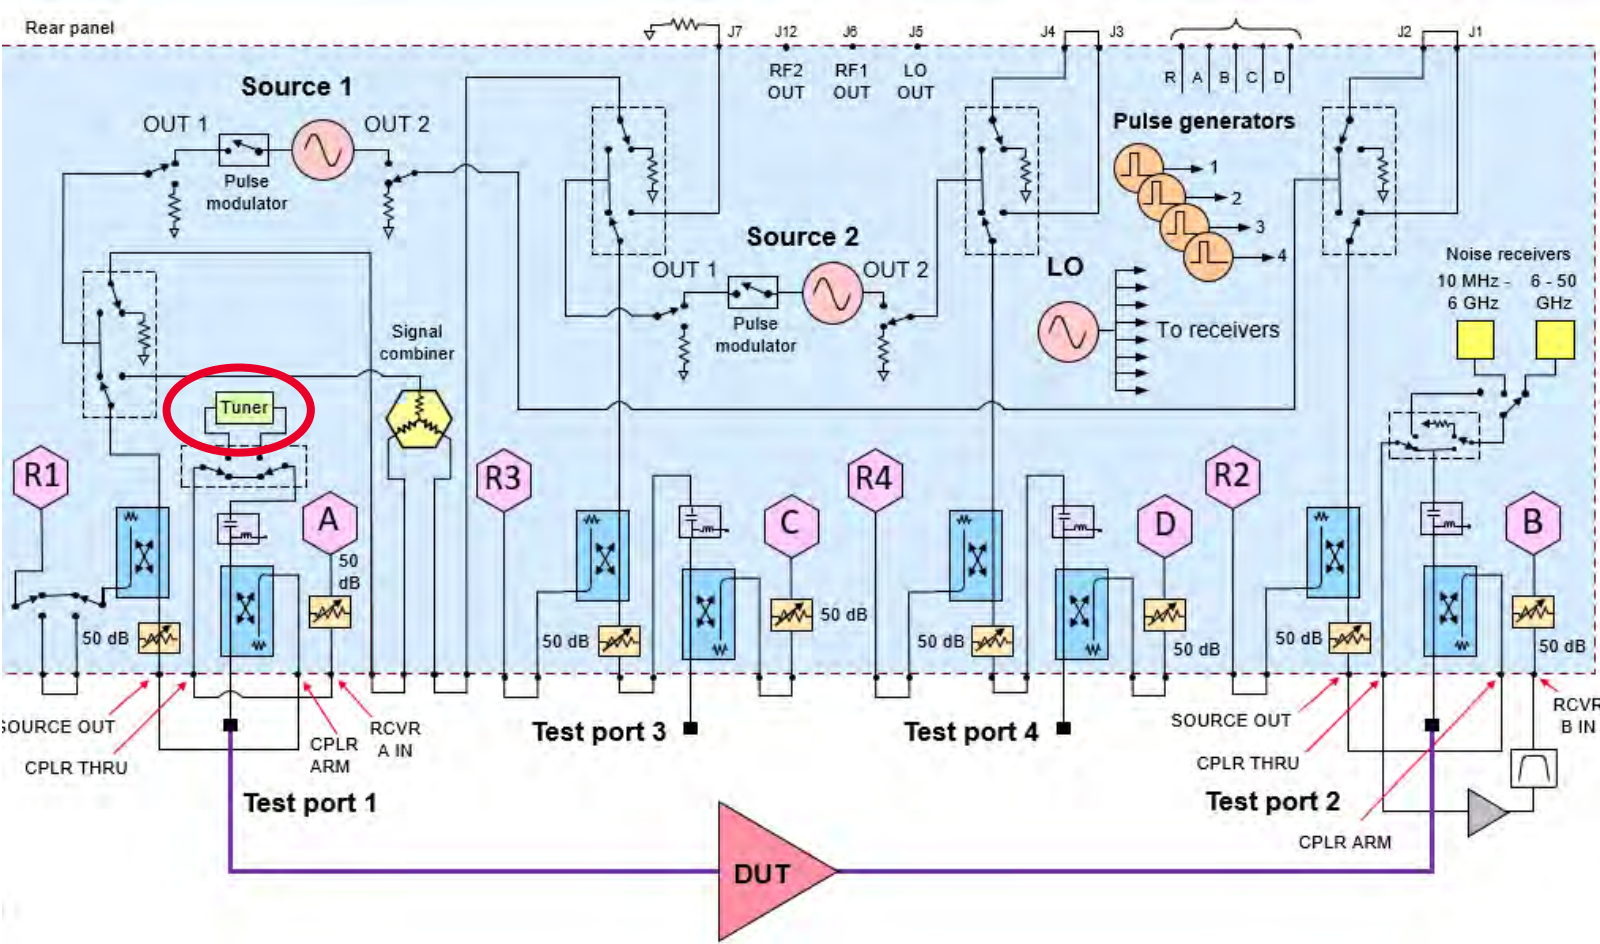 Rear panel
J7
J12
J6
J5
J4
J3
J2
J1
RF2
OUT
RF1
OUT
LO
OUT
R
A
B
C
D
Source 1
OUT 1
OUT 2
Pulse
modulator
Pulse generators
1
2
3
4
Source 2
OUT 1
OUT 2
Pulse
modulator
LO
To receivers
Noise receivers
10 MHz -
6 GHz
6 - 50
GHz
Signal
combiner
Tuner
R1
A
R3
C
R4
D
R2
B
50
dB
50 dB
50 dB
50 dB
50 dB
50 dB
50 dB
50 dB
SOURCE OUT
CPLR THRU
CPLR
ARM
RCVR
A IN
Test port 1
Test port 3
Test port 4
SOURCE OUT
CPLR THRU
Test port 2
CPLR ARM
RCVR
B IN
DUT